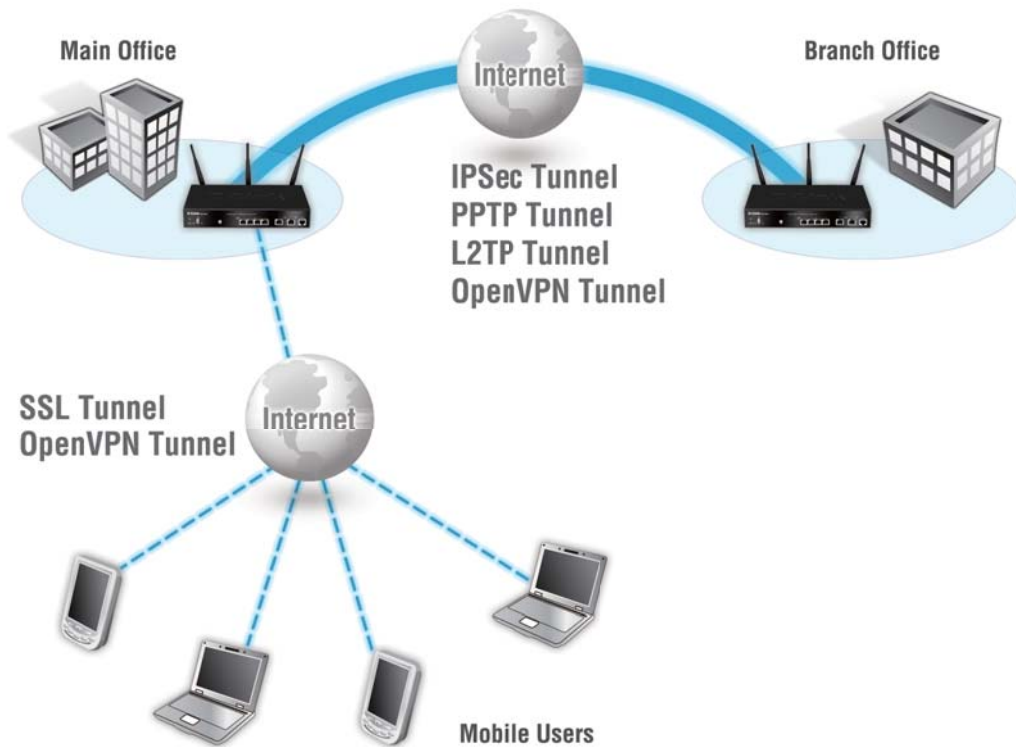 Main Office
Internet
Branch Office
IPSec Tunnel
PPTP Tunnel
L2TP Tunnel
OpenVPN Tunnel
Internet
SSL Tunnel
OpenVPN Tunnel
Mobile Users